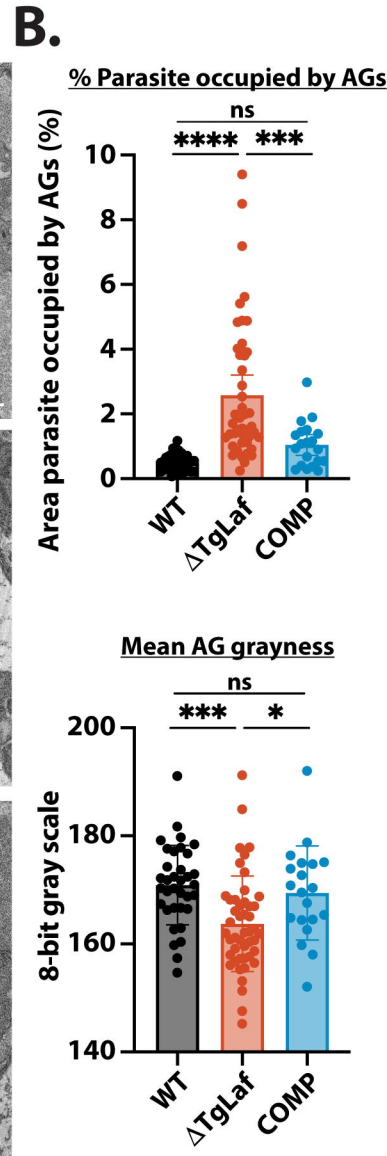 B.
% Parasite occupied by AGs
ns
**** ***
Area parasite occupied by AGs (%)
10
8
6
4
2
0
WT
ΔTgLaf
COMP
Mean AG grayness
ns
*** *
8-bit gray scale
200
180
160
140
WT
ΔTgLaf
COMP